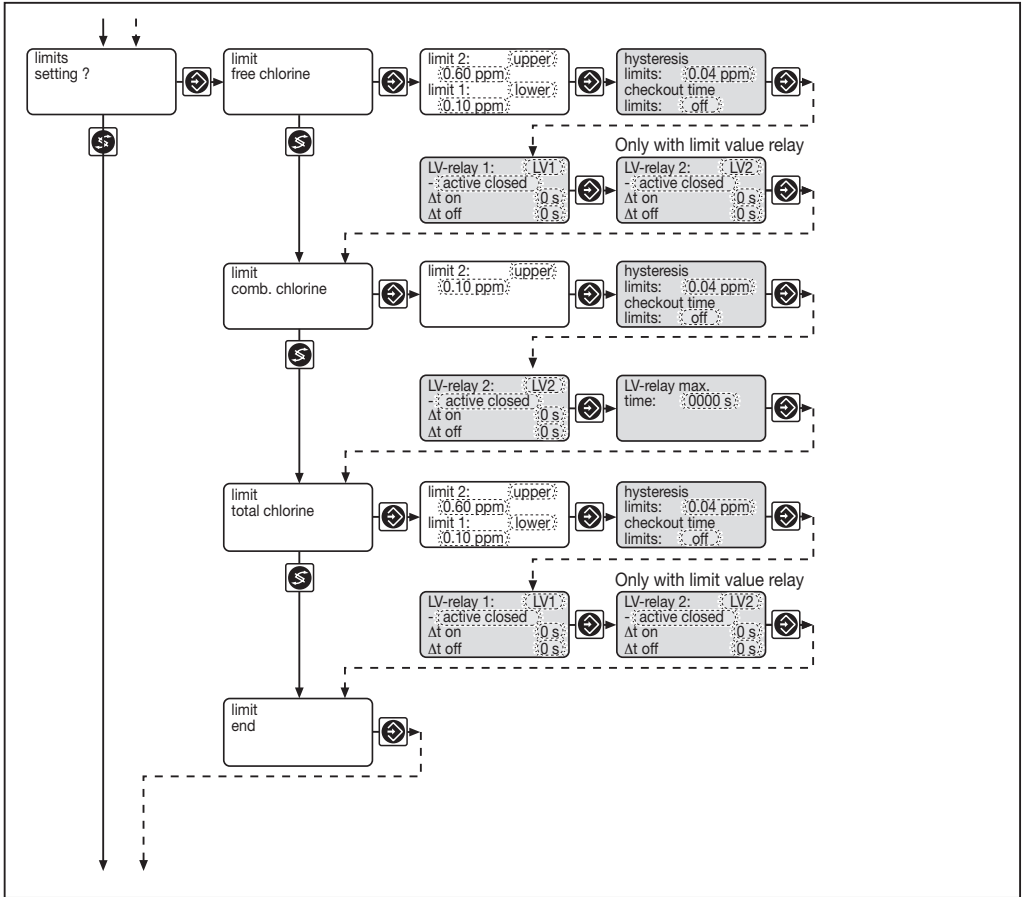 limits
setting ?
limit
free chlorine
limit 2: upper
0.60 ppm
limit 1: lower
0.10 ppm
hysteresis
limits: 0.04 ppm
checkout time
limits: off
Only with limit value relay
LV-relay 1: LV1
- active closed
Δt on 0 s
Δt off 0 s
LV-relay 2: LV2
- active closed
Δt on 0 s
Δt off 0 s
limit
comb. chlorine
limit 2: upper
0.10 ppm
hysteresis
limits: 0.04 ppm
checkout time
limits: off
LV-relay 2: LV2
- active closed
Δt on 0 s
Δt off 0 s
LV-relay max.
time: 0000 s
limit
total chlorine
limit 2: upper
0.60 ppm
limit 1: lower
0.10 ppm
hysteresis
limits: 0.04 ppm
checkout time
limits: off
Only with limit value relay
LV-relay 1: LV1
- active closed
Δt on 0 s
Δt off 0 s
LV-relay 2: LV2
- active closed
Δt on 0 s
Δt off 0 s
limit
end